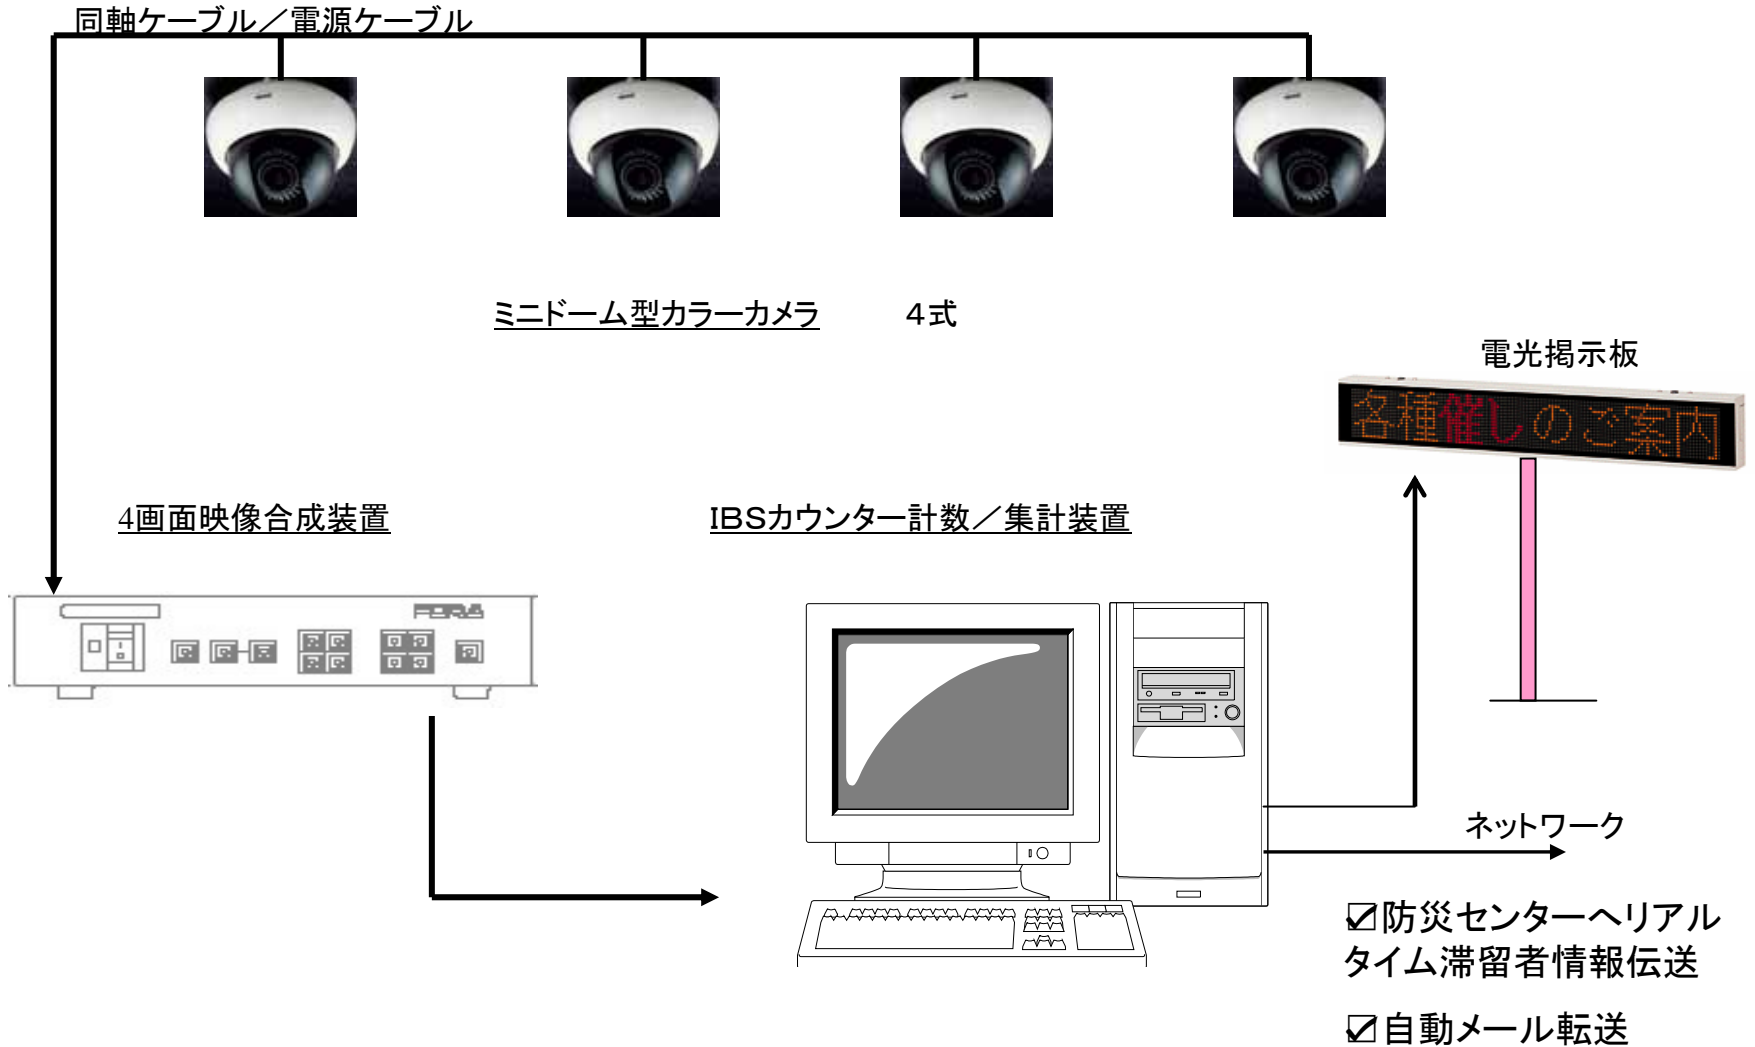 同軸ケーブル／電源ケーブル
ミニドーム型カラーカメラ　４式
電光掲示板
各種催しのご案内
4画面映像合成装置
ＩＢＳカウンター計数／集計装置
ネットワーク
☑防災センターへリアル
タイム滞留者情報伝送
☑自動メール転送